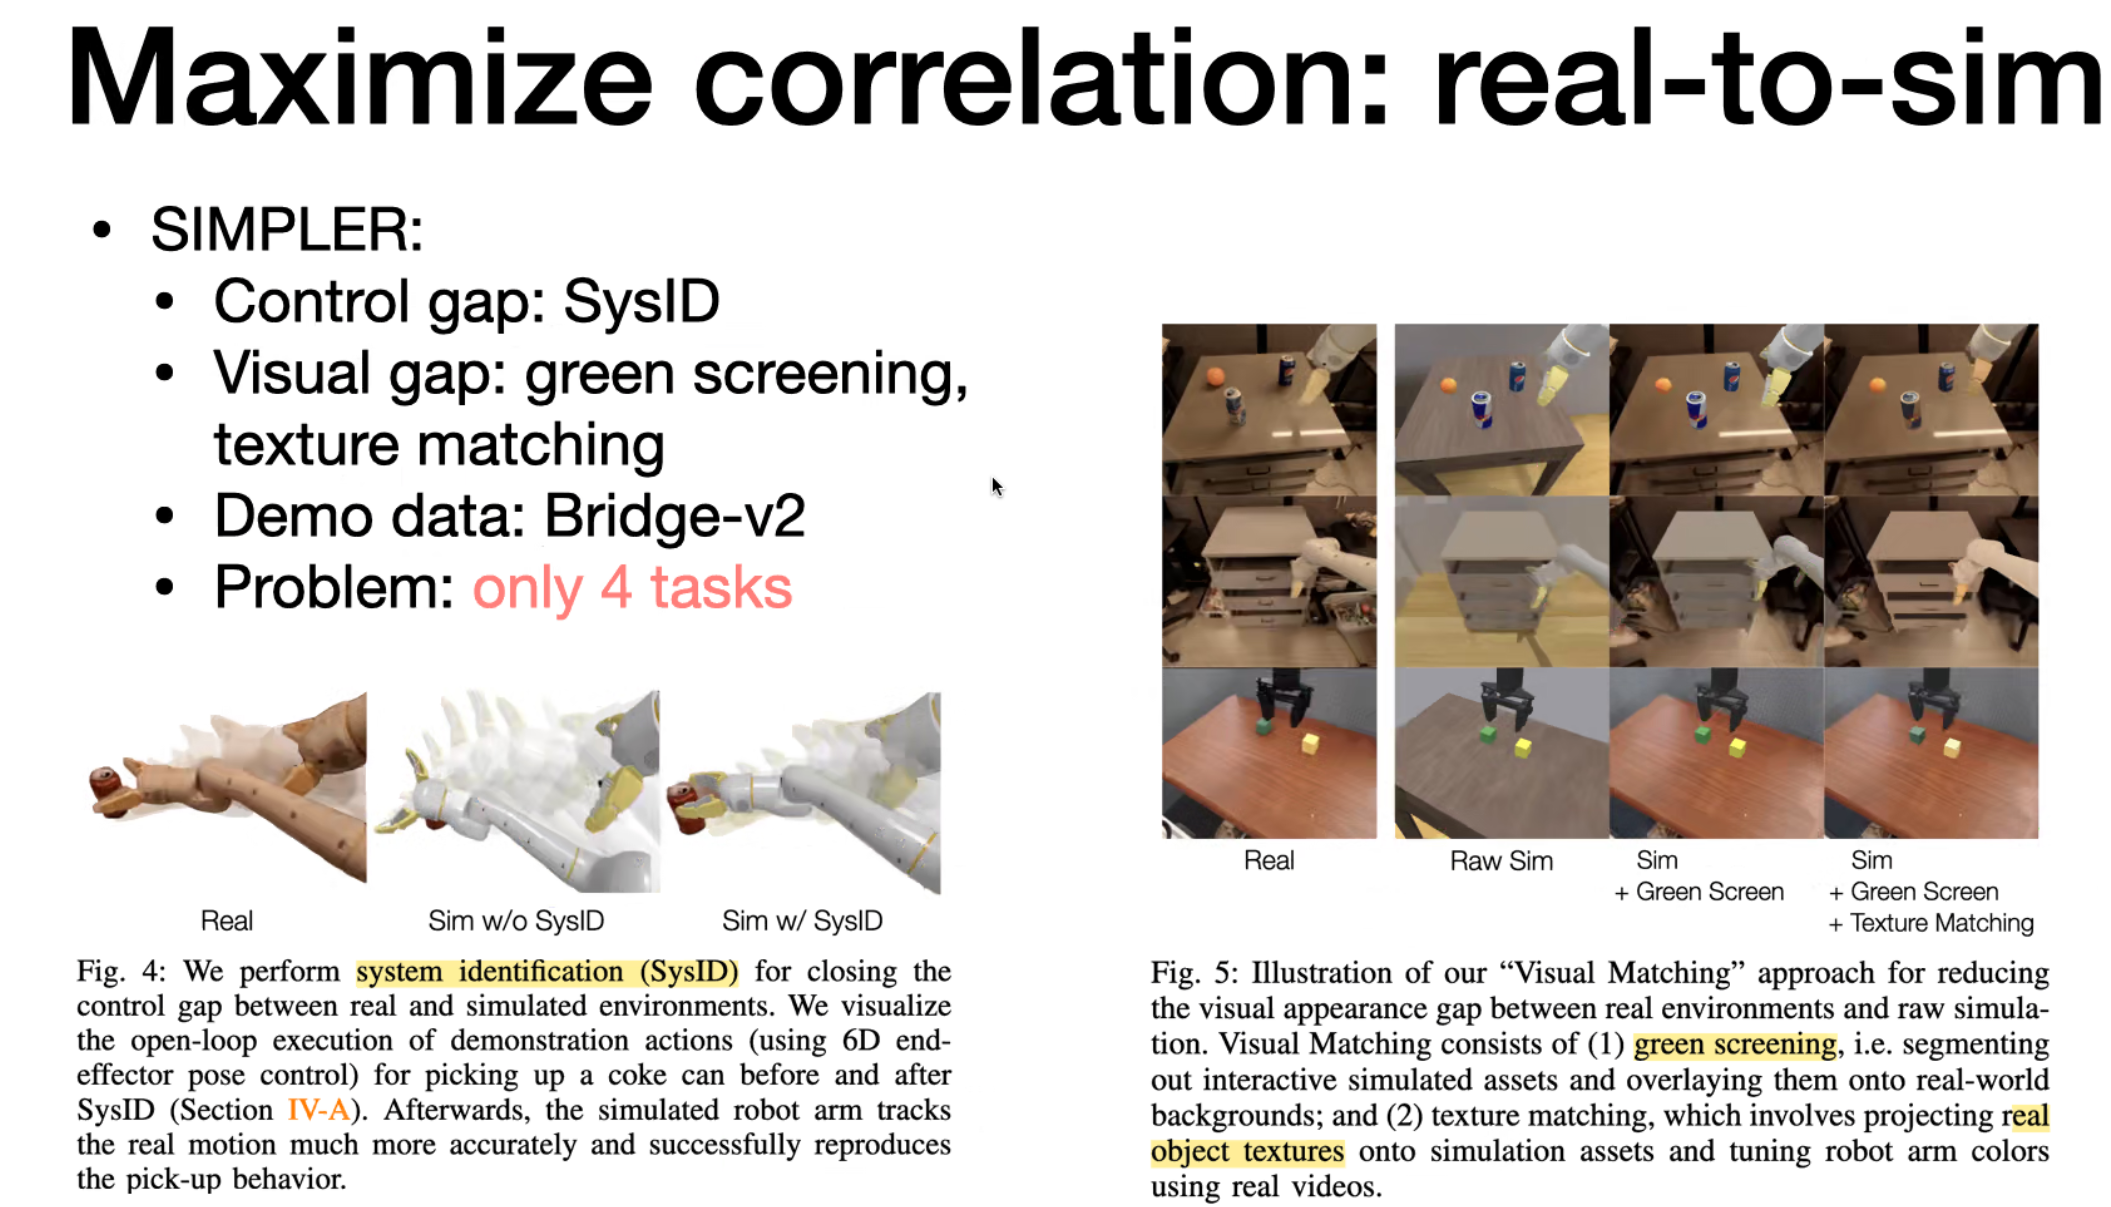 Maximize correlation: real-to-sim
• SIMPLER:
• Control gap: SysID
• Visual gap: green screening,
texture matching
• Demo data: Bridge-v2
• Problem: only 4 tasks
Real
Sim w/o SysID
Sim w/ SysID
Fig. 4: We perform system identification (SysID) for closing the
control gap between real and simulated environments. We visualize
the open-loop execution of demonstration actions (using 6D end-
effector pose control) for picking up a coke can before and after
SysID (Section IV-A). Afterwards, the simulated robot arm tracks
the real motion much more accurately and successfully reproduces
the pick-up behavior.
Real
Raw Sim
Sim
+ Green Screen
Sim
+ Green Screen
+ Texture Matching
Fig. 5: Illustration of our “Visual Matching” approach for reducing
the visual appearance gap between real environments and raw simula-
tion. Visual Matching consists of (1) green screening, i.e. segmenting
out interactive simulated assets and overlaying them onto real-world
backgrounds; and (2) texture matching, which involves projecting real
object textures onto simulation assets and tuning robot arm colors
using real videos.